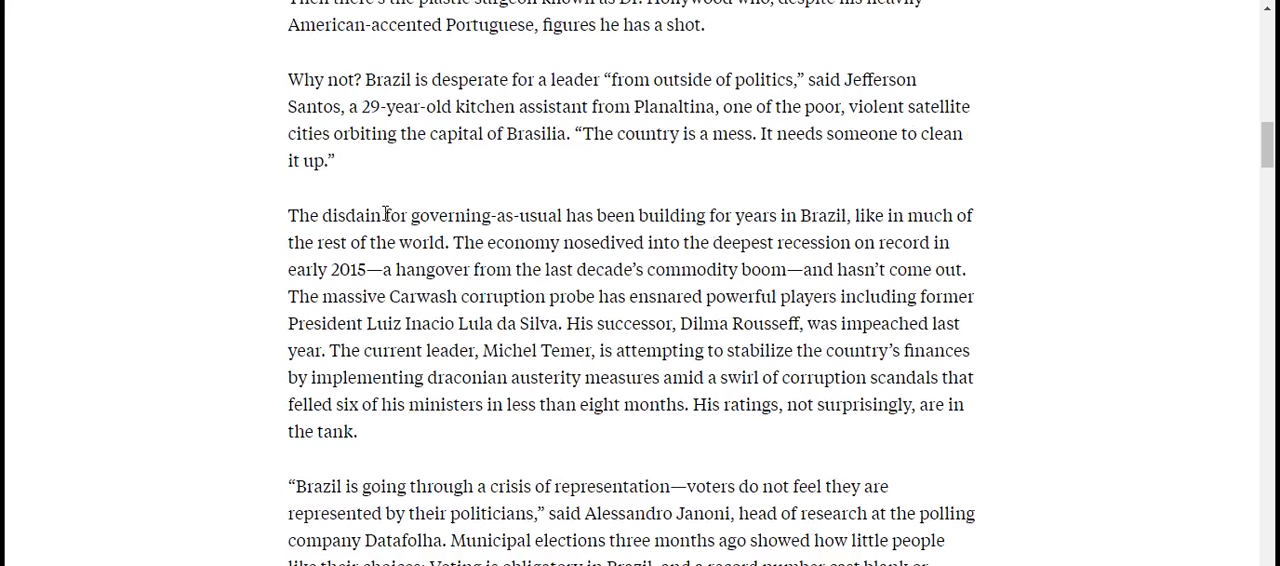 American-accented Portuguese, figures he has a shot.
Why not? Brazil is desperate for a leader “from outside of politics,” said Jefferson
Santos, a 29-year-old kitchen assistant from Planaltina, one of the poor, violent satellite
cities orbiting the capital of Brasilia. “The country is a mess. It needs someone to clean
it up.”
The disdain for governing-as-usual has been building for years in Brazil, like in much of
the rest of the world. The economy nosedived into the deepest recession on record in
early 2015—a hangover from the last decade’s commodity boom—and hasn’t come out.
The massive Carwash corruption probe has ensnared powerful players including former
President Luiz Inacio Lula da Silva. His successor, Dilma Rousseff, was impeached last
year. The current leader, Michel Temer, is attempting to stabilize the country’s finances
by implementing draconian austerity measures amid a swirl of corruption scandals that
felled six of his ministers in less than eight months. His ratings, not surprisingly, are in
the tank.
“Brazil is going through a crisis of representation—voters do not feel they are
represented by their politicians,” said Alessandro Janoni, head of research at the polling
company Datafolha. Municipal elections three months ago showed how little people